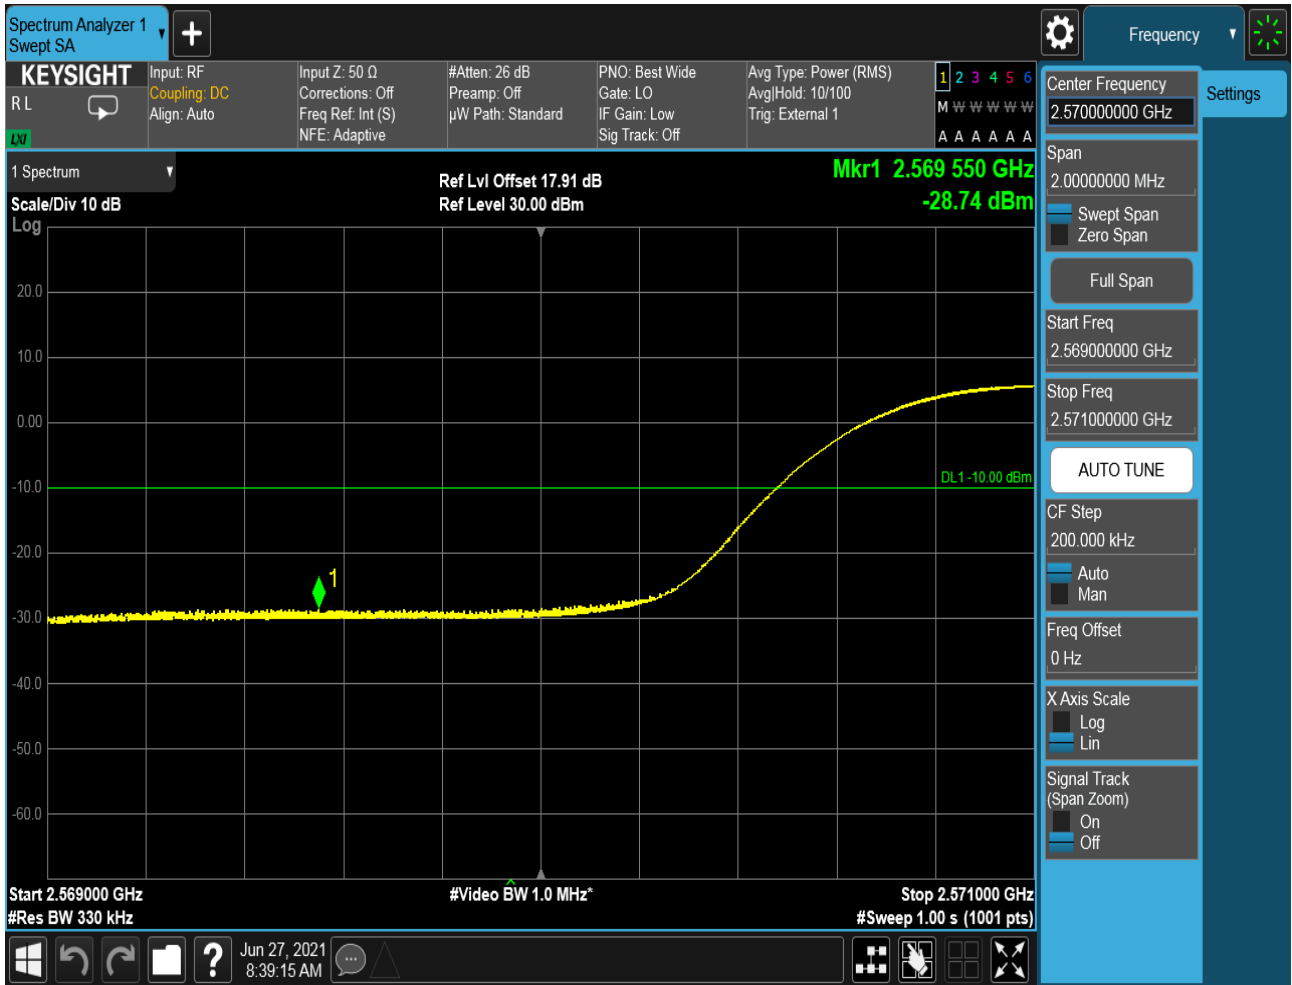 Spectrum Analyzer 1
Swept SA
Frequency
KEYSIGHT
R L
LXI
Input: RF
Coupling: DC
Align: Auto
Input Z: 50 Ω
Corrections: Off
Freq Ref: Int (S)
NFE: Adaptive
#Atten: 26 dB
Preamp: Off
µW Path: Standard
PNO: Best Wide
Gate: LO
IF Gain: Low
Sig Track: Off
Avg Type: Power (RMS)
Avg|Hold: 10/100
Trig: External 1
1 2 3 4 5 6
M W W W W W
A A A A A A
1 Spectrum
Scale/Div 10 dB
Log
Ref Lvl Offset 17.91 dB
Ref Level 30.00 dBm
Mkr1 2.569 550 GHz
-28.74 dBm
20.0
10.0
0.00
-10.0
-20.0
-30.0
-40.0
-50.0
-60.0
DL1 -10.00 dBm
1
Start 2.569000 GHz
#Res BW 330 kHz
#Video BW 1.0 MHz*
Stop 2.571000 GHz
#Sweep 1.00 s (1001 pts)
Center Frequency
2.570000000 GHz
Settings
Span
2.00000000 MHz
Swept Span
Zero Span
Full Span
Start Freq
2.569000000 GHz
Stop Freq
2.571000000 GHz
AUTO TUNE
CF Step
200.000 kHz
Auto
Man
Freq Offset
0 Hz
X Axis Scale
Log
Lin
Signal Track
(Span Zoom)
On
Off
?
Jun 27, 2021
8:39:15 AM